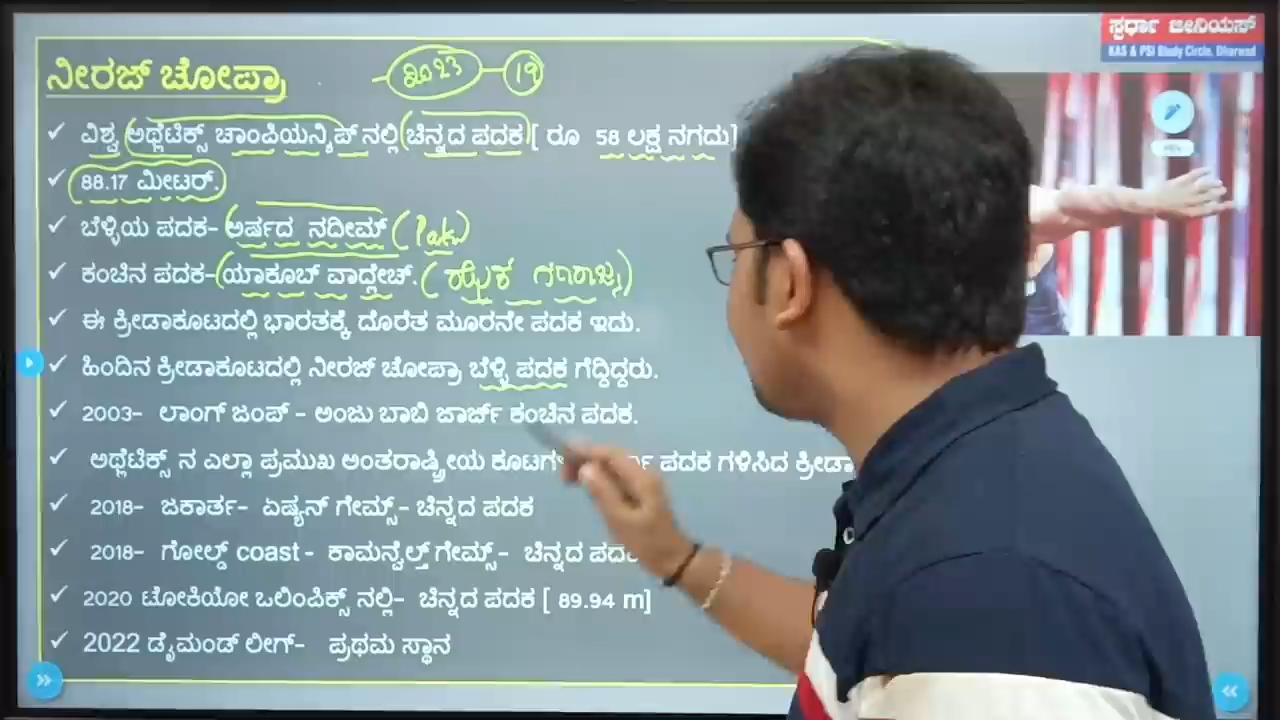 ಸ್ಪರ್ಧಾ ಜೀನಿಯಸ್
KAS & PSI Study Circle, Dharwad
ನೀರಜ್ ಚೋಪ್ರಾ 2023 19
ವಿಶ್ವ ಅಥ್ಲೆಟಿಕ್ಸ್ ಚಾಂಪಿಯನ್ಶಿಪ್ ನಲ್ಲಿ ಚಿನ್ನದ ಪದಕ [ ರೂ 58 ಲಕ್ಷ ನಗದು]
88.17 ಮೀಟರ್.
ಬೆಳ್ಳಿಯ ಪದಕ- ಅರ್ಷದ ನದೀಮ್ (ಪಾಕ)
ಕಂಚಿನ ಪದಕ- ಯಾಕೂಬ್ ವಾಡ್ಲೇಚ್.
ಈ ಕ್ರೀಡಾಕೂಟದಲ್ಲಿ ಭಾರತಕ್ಕೆ ದೊರೆತ ಮೂರನೇ ಪದಕ ಇದು.
ಹಿಂದಿನ ಕ್ರೀಡಾಕೂಟದಲ್ಲಿ ನೀರಜ್ ಚೋಪ್ರಾ ಬೆಳ್ಳಿ ಪದಕ ಗೆದ್ದಿದ್ದರು.
2003- ಲಾಂಗ್ ಜಂಪ್ - ಅಂಜು ಬಾಬಿ ಜಾರ್ಜ್ ಕಂಚಿನ ಪದಕ.
ಅಥ್ಲೆಟಿಕ್ಸ್ ನ ಎಲ್ಲಾ ಪ್ರಮುಖ ಅಂತರಾಷ್ಟ್ರೀಯ ಪದಕ ಗಳಿಸಿದ
2018- ಜಕಾರ್ತ- ಏಷ್ಯನ್ ಗೇಮ್ಸ್- ಚಿನ್ನದ ಪದಕ
2018- ಗೋಲ್ಡ್ coast - ಕಾಮನ್ವೆಲ್ತ್ ಗೇಮ್ಸ್- ಚಿನ್ನದ
2020 ಟೋಕಿಯೋ ಒಲಿಂಪಿಕ್ಸ್ ನಲ್ಲಿ- ಚಿನ್ನದ ಪದಕ [ 89.94 m]
2022 ಡೈಮಂಡ್ ಲೀಗ್- ಪ್ರಥಮ ಸ್ಥಾನ